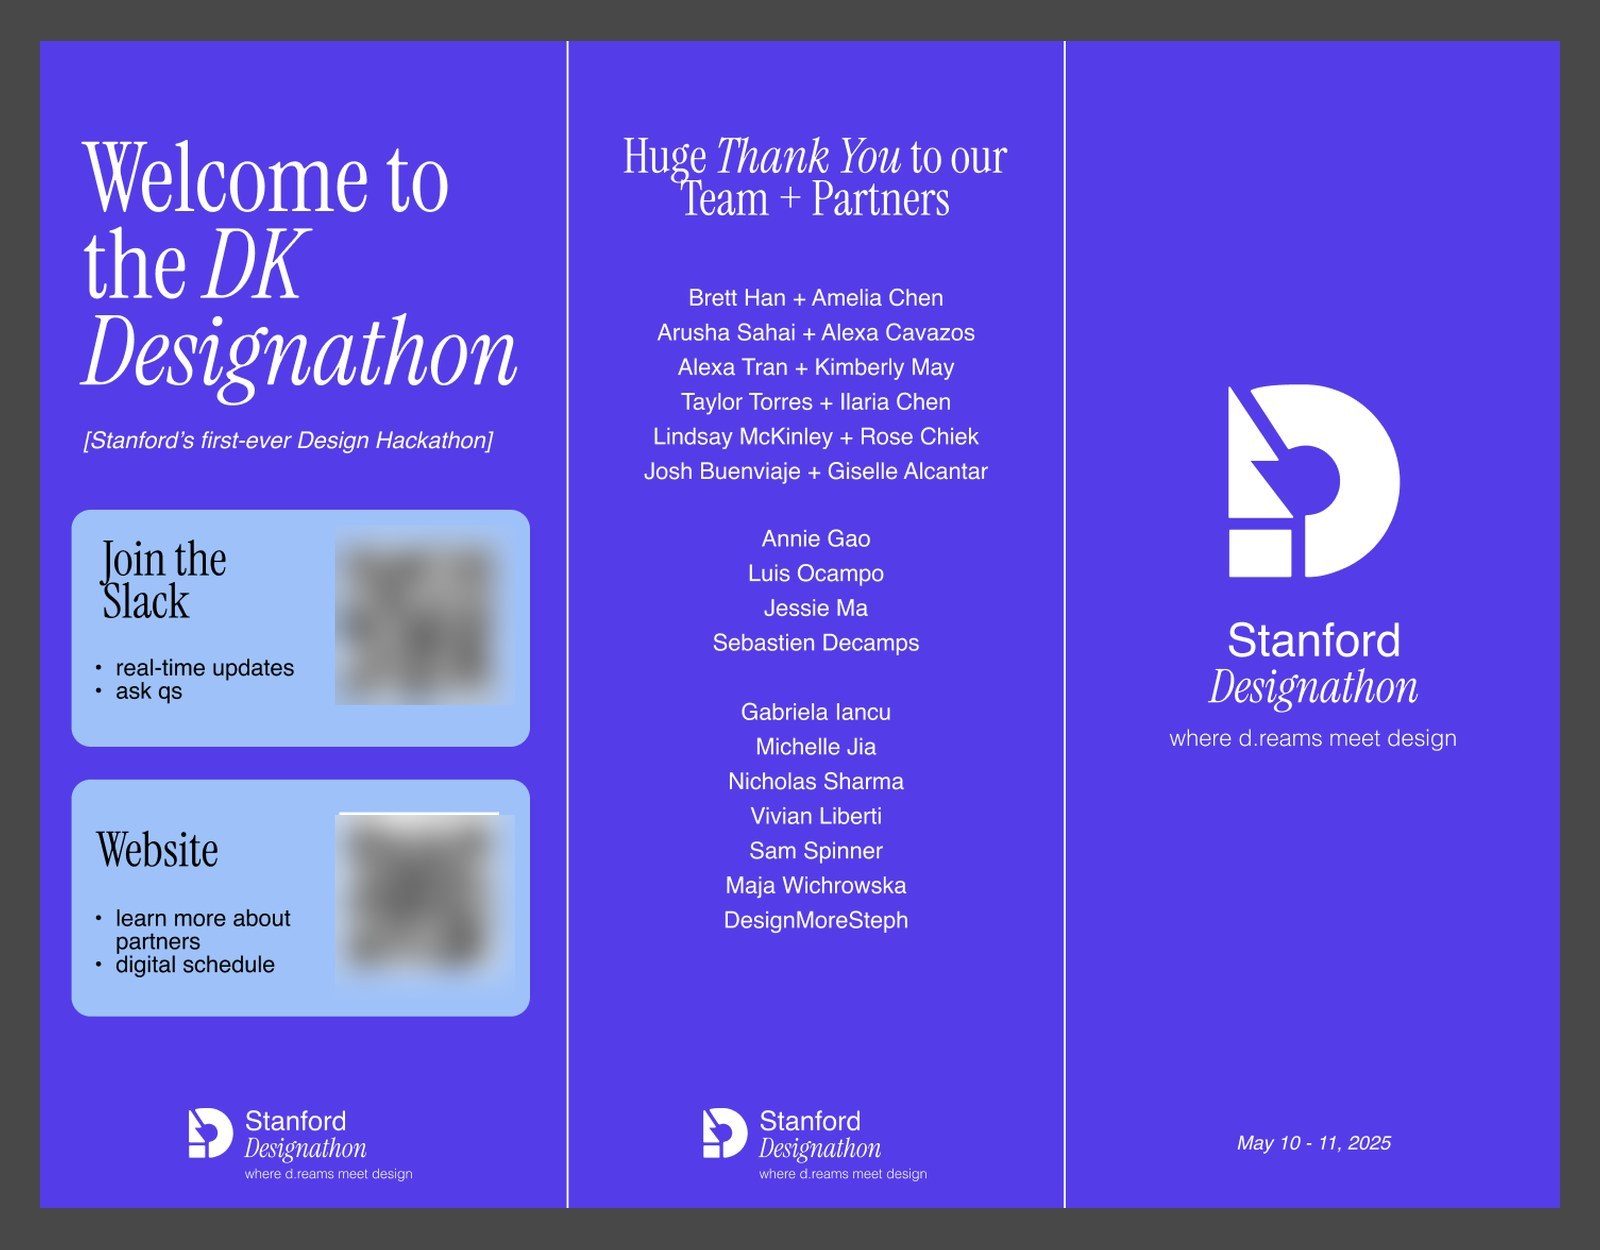 Welcome to
the DK
Designathon
[Stanford's first-ever Design Hackathon]
Join the
Slack
• real-time updates
• ask qs
Website
• learn more about
partners
• digital schedule
Stanford
Designathon
where d.reams meet design
Huge Thank You to our
Team + Partners
Brett Han + Amelia Chen
Arusha Sahai + Alexa Cavazos
Alexa Tran + Kimberly May
Taylor Torres + Ilaria Chen
Lindsay McKinley + Rose Chiek
Josh Buenviaje + Giselle Alcantar
Annie Gao
Luis Ocampo
Jessie Ma
Sebastien Decamps
Gabriela Iancu
Michelle Jia
Nicholas Sharma
Vivian Liberti
Sam Spinner
Maja Wichrowska
DesignMoreSteph
Stanford
Designathon
where d.reams meet design
Stanford
Designathon
where d.reams meet design
May 10 - 11, 2025